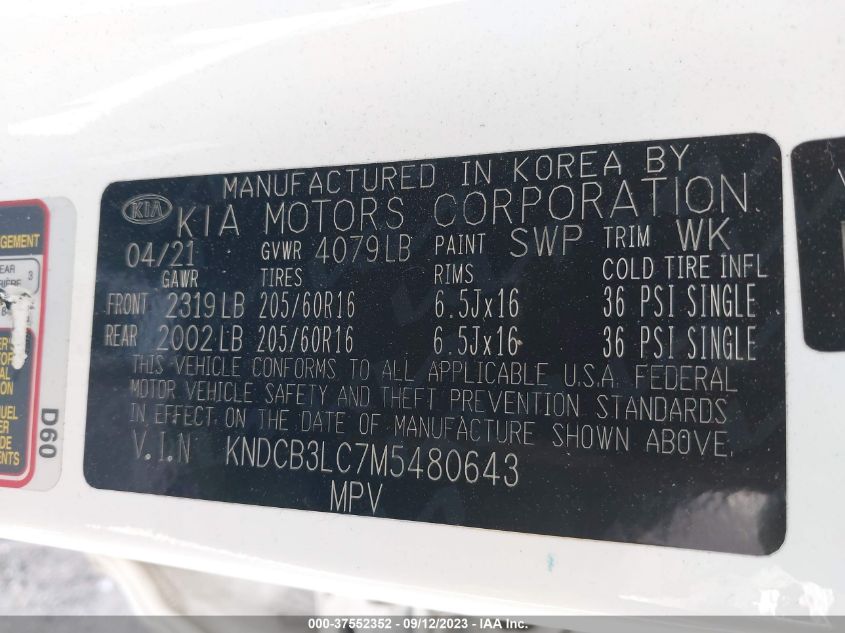 MANUFACTURED IN KOREA BY
KIA KIA MOTORS CORPORATION
04/21 GVWR 4079LB PAINT SWP TRIM WK
GAWR TIRES RIMS COLD TIRE INFL
FRONT 2319LB 205/60R16 6.5Jx16 36 PSI SINGLE
REAR 2002LB 205/60R16 6.5Jx16 36 PSI SINGLE
THIS VEHICLE CONFORMS TO ALL APPLICABLE U.S.A. FEDERAL
MOTOR VEHICLE SAFETY AND THEFT PREVENTION STANDARDS
IN EFFECT ON THE DATE OF MANUFACTURE SHOWN ABOVE.
V.I.N KNDCB3LC7M5480643
MPV
D60
000-37552352 - 09/12/2023 - IAA Inc.